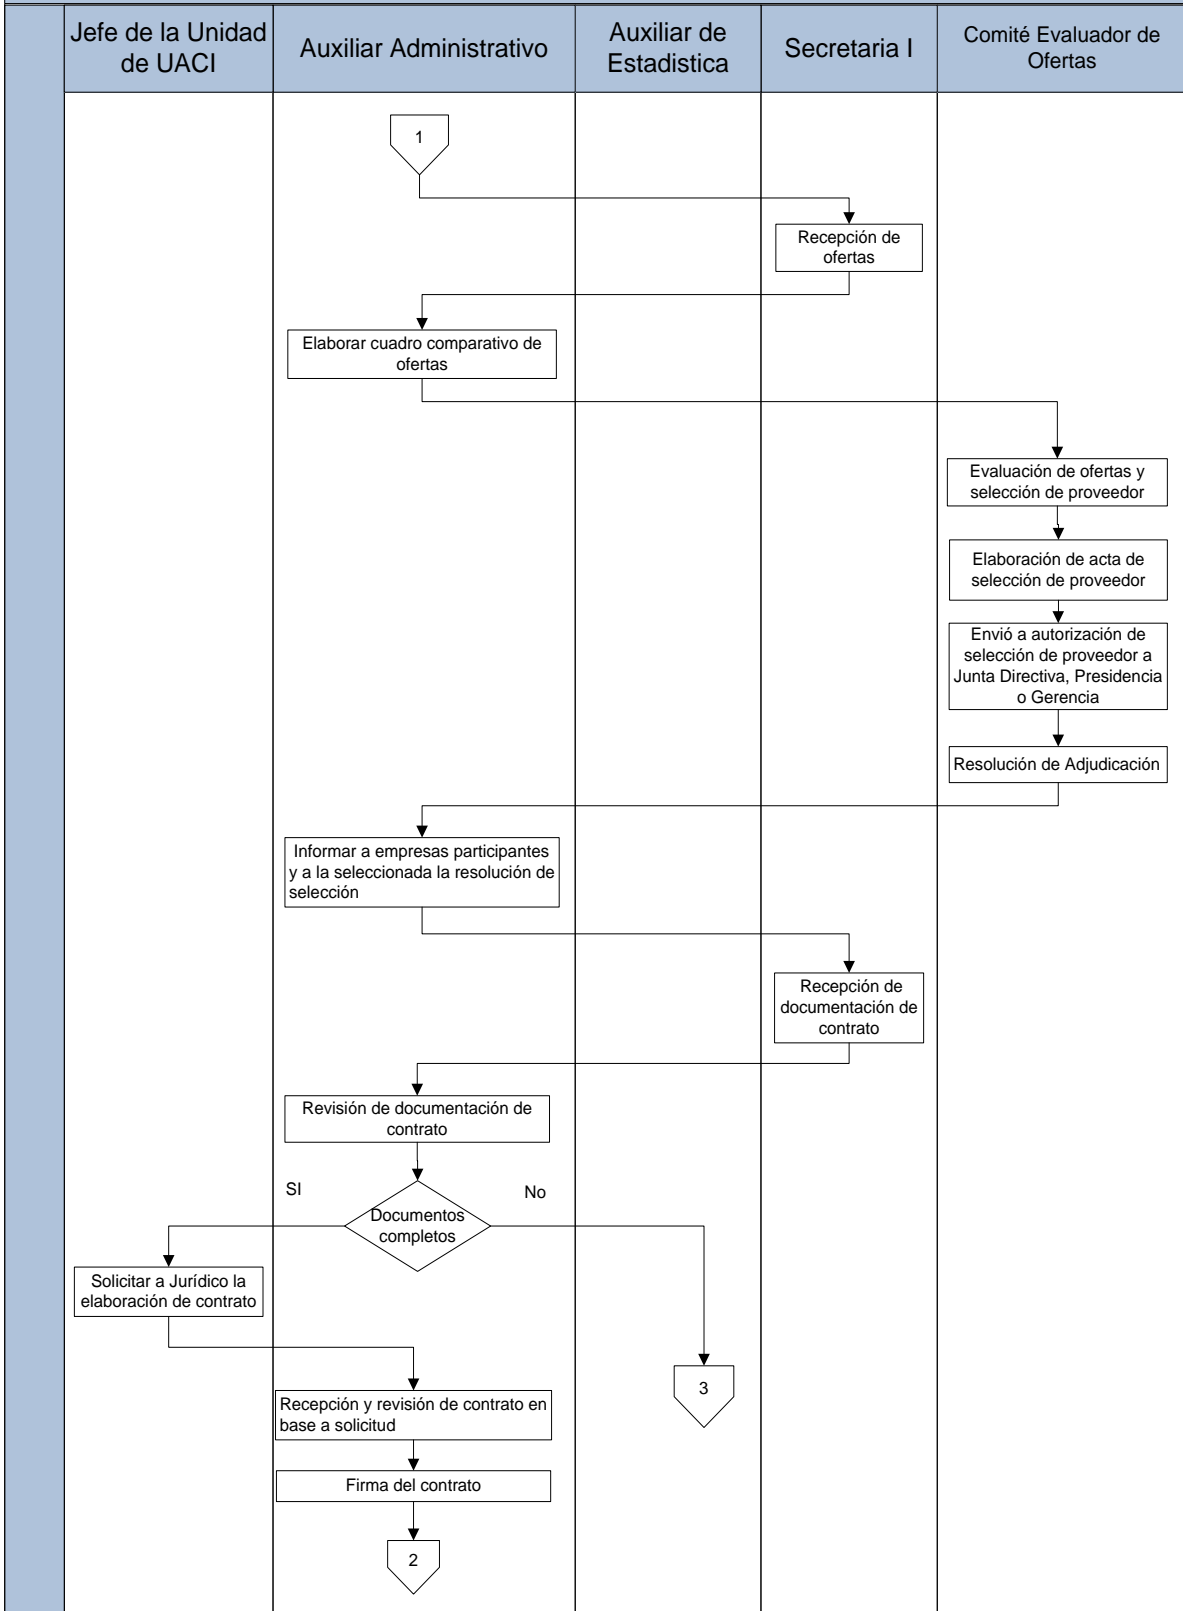 Jefe de la Unidad
de UACI
Auxiliar Administrativo
Auxiliar de
Estadistica
Secretaria I
Comité Evaluador de
Ofertas
1
Recepción de
ofertas
Elaborar cuadro comparativo de
ofertas
Evaluación de ofertas y
selección de proveedor
Elaboración de acta de
selección de proveedor
Envió a autorización de
selección de proveedor a
Junta Directiva, Presidencia
o Gerencia
Resolución de Adjudicación
Informar a empresas participantes
y a la seleccionada la resolución de
selección
Recepción de
documentación de
contrato
Revisión de documentación de
contrato
SI
No
Documentos
completos
Solicitar a Jurídico la
elaboración de contrato
3
Recepción y revisión de contrato en
base a solicitud
Firma del contrato
2